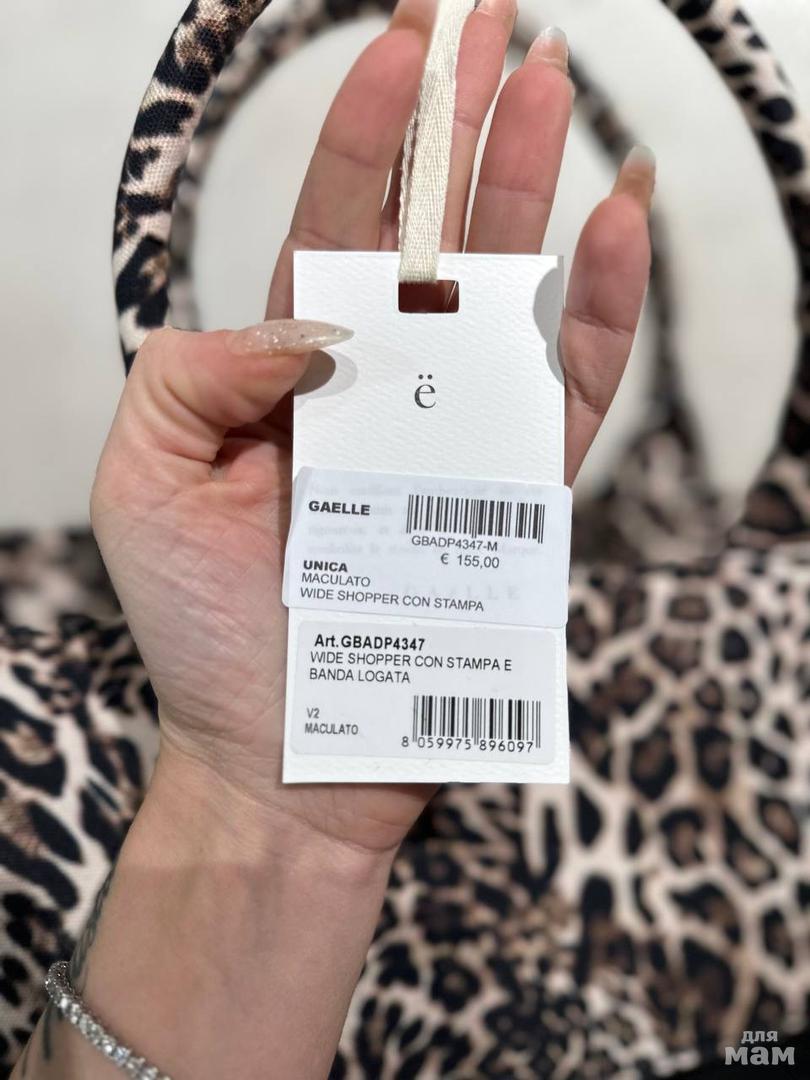 ë
GAELLE
GBADP4347-M
€ 155,00
UNICA
MACULATO
WIDE SHOPPER CON STAMPA
Art.GBADP4347
WIDE SHOPPER CON STAMPA E
BANDA LOGATA
V2
MACULATO
8 059975 896097
для
мам